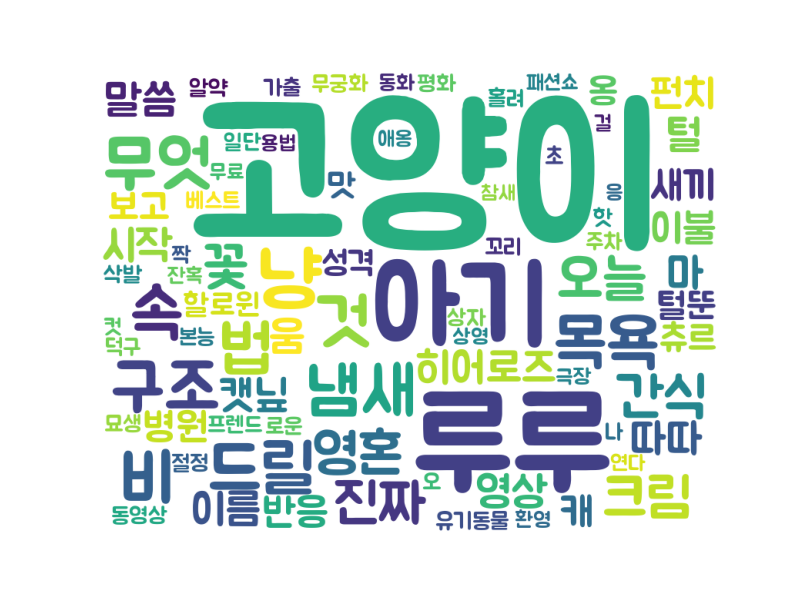 말씀 알약 가출 무궁화 동화 평화 홀려 패션쇼 옹 펀치
고양이
무엇 일단 용법 애옹 초 걸 털
무료 맛 참새 응 새끼
보고 베스트 핫 이불
시작 짝 꽃 냥 성격 꼬리 주차
삭발 잔혹 아기 오늘 마
속 할로윈 것 상자 털뚠
컷 본능 법 움 상영 목욕 츄르
덕구 히어로즈
구조 캣닢 냄새 극장 간식
묘생 병원 프렌드 로운 루루 나 따따
비 절정 드릴 영혼 연다
이름 반응 진짜 오 영상 캐 크림
동영상 유기동물 환영